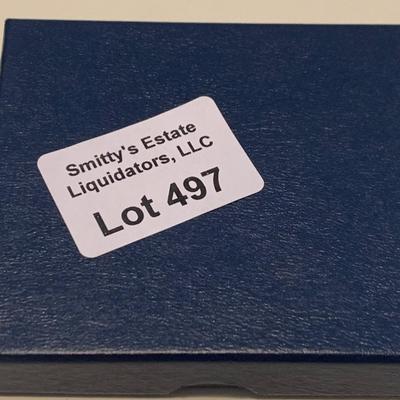 Smitty's Estate
Liquidators, LLC
Lot 497